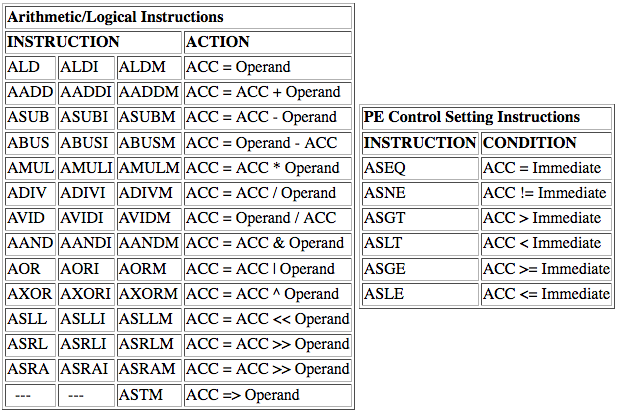 Arithmetic/Logical Instructions
INSTRUCTION ACTION
ALD ALDI ALDM ACC = Operand
AADD AADDI AADDM ACC = ACC + Operand
ASUB ASUBI ASUBM ACC = ACC - Operand
ABUS ABUSI ABUSM ACC = Operand - ACC
AMUL AMULI AMULM ACC = ACC * Operand
ADIV ADIVI ADIVM ACC = ACC / Operand
AVID AVIDI AVIDM ACC = Operand / ACC
AAND AANDI AANDM ACC = ACC & Operand
AOR AORI AORM ACC = ACC | Operand
AXOR AXORI AXORM ACC = ACC ^ Operand
ASLL ASLLI ASLLM ACC = ACC << Operand
ASRL ASRLI ASRLM ACC = ACC >> Operand
ASRA ASRAI ASRAM ACC = ACC >> Operand
--- --- ASTM ACC => Operand
PE Control Setting Instructions
INSTRUCTION CONDITION
ASEQ ACC = Immediate
ASNE ACC != Immediate
ASGT ACC > Immediate
ASLT ACC < Immediate
ASGE ACC >= Immediate
ASLE ACC <= Immediate